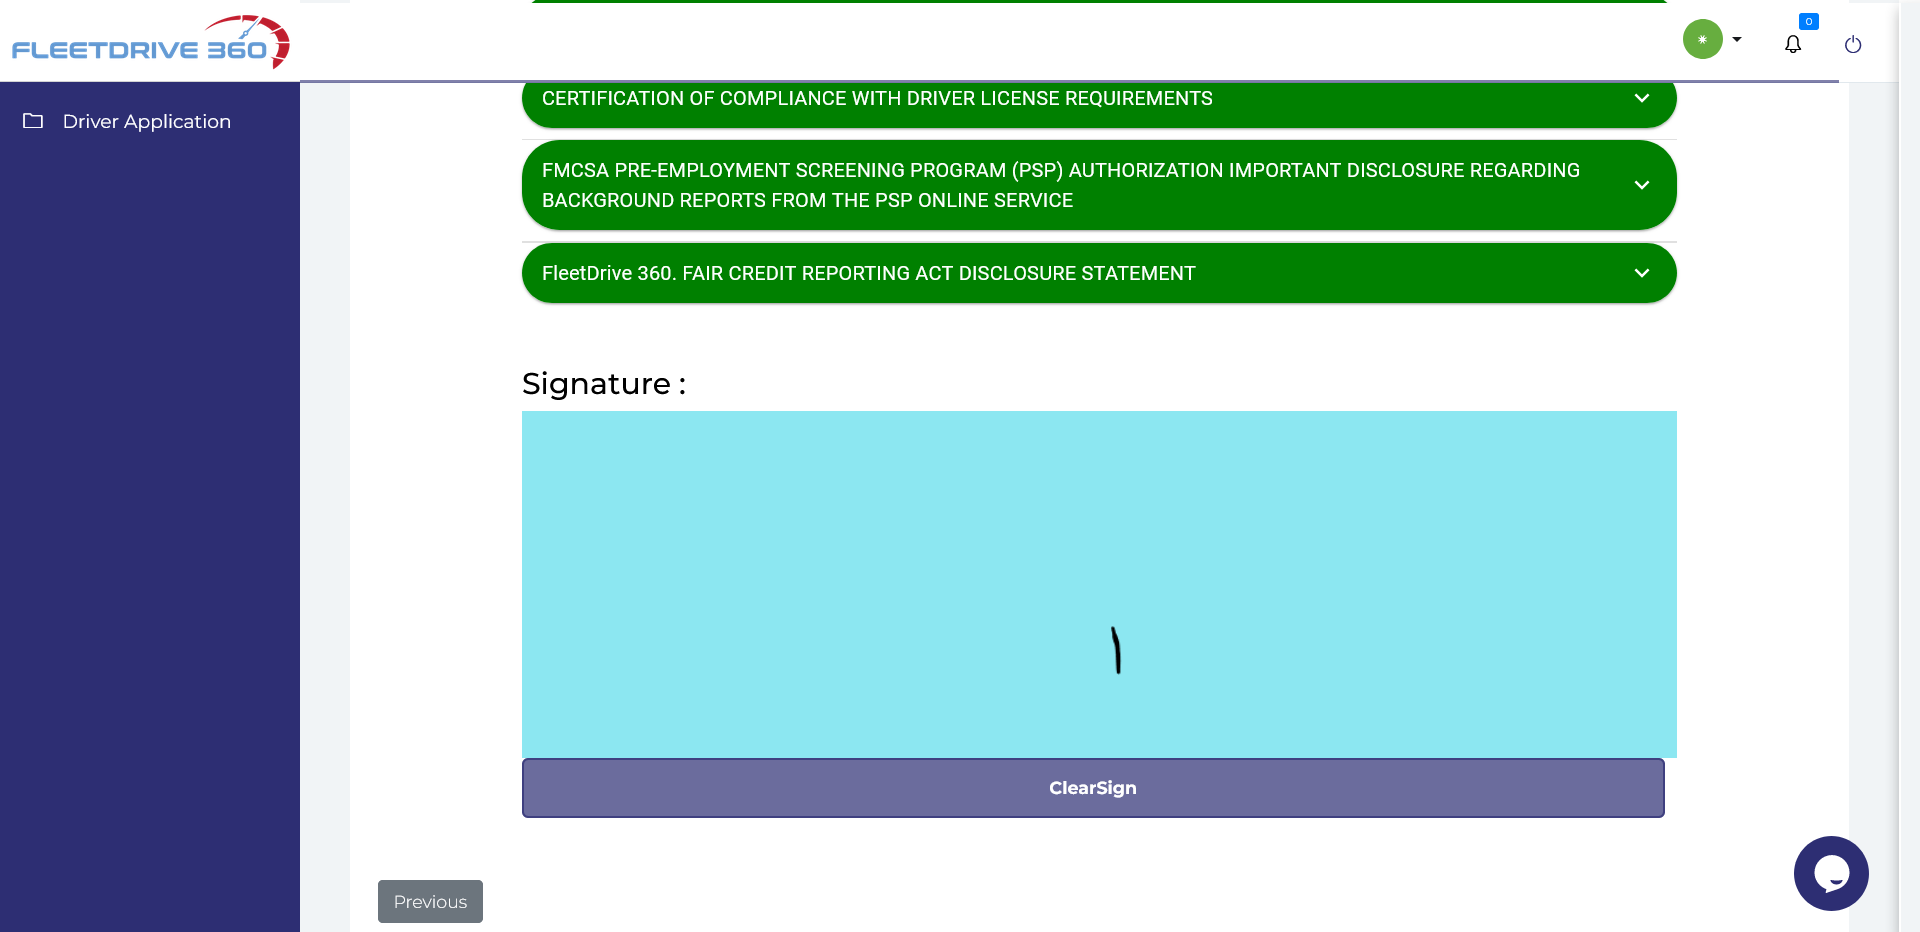 FLEETDRIVE 360
0
Driver Application
CERTIFICATION OF COMPLIANCE WITH DRIVER LICENSE REQUIREMENTS
FMCSA PRE-EMPLOYMENT SCREENING PROGRAM (PSP) AUTHORIZATION IMPORTANT DISCLOSURE REGARDING
BACKGROUND REPORTS FROM THE PSP ONLINE SERVICE
FleetDrive 360. FAIR CREDIT REPORTING ACT DISCLOSURE STATEMENT
Signature :
ClearSign
Previous